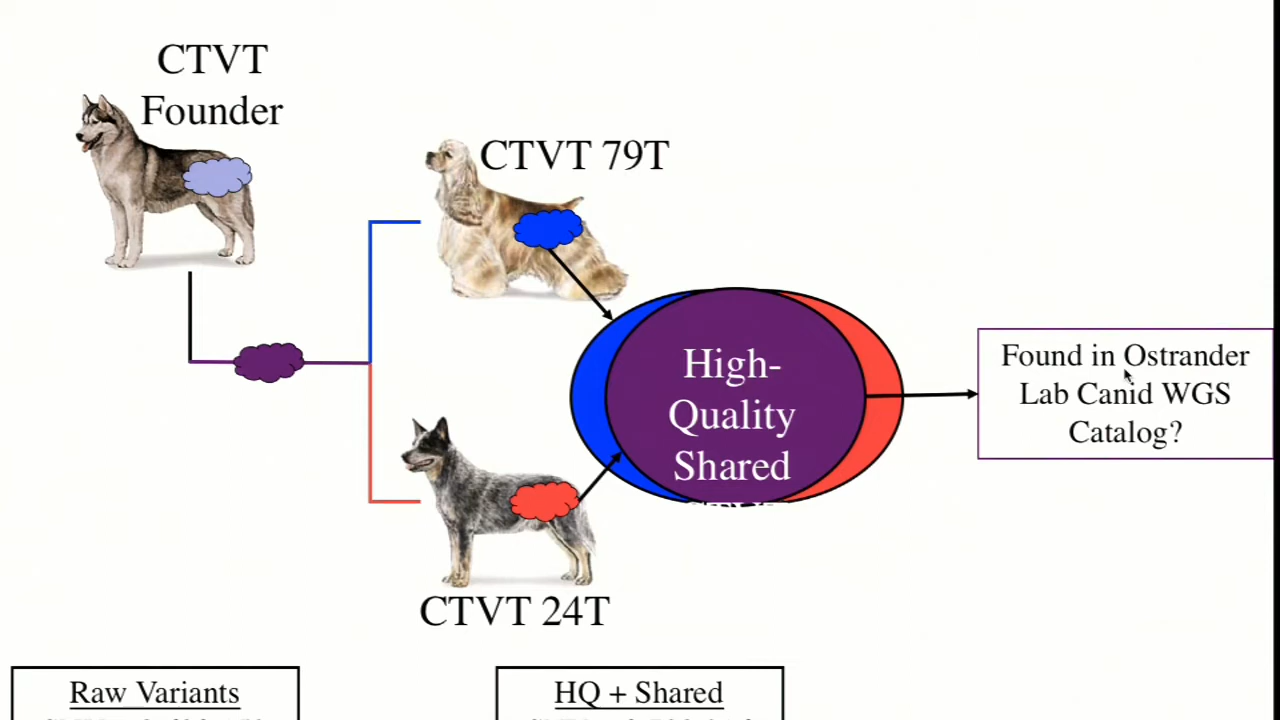 CTVT
Founder
CTVT 79T
High-
Quality
Shared
Found in Ostrander
Lab Canid WGS
Catalog?
CTVT 24T
Raw Variants
HQ + Shared